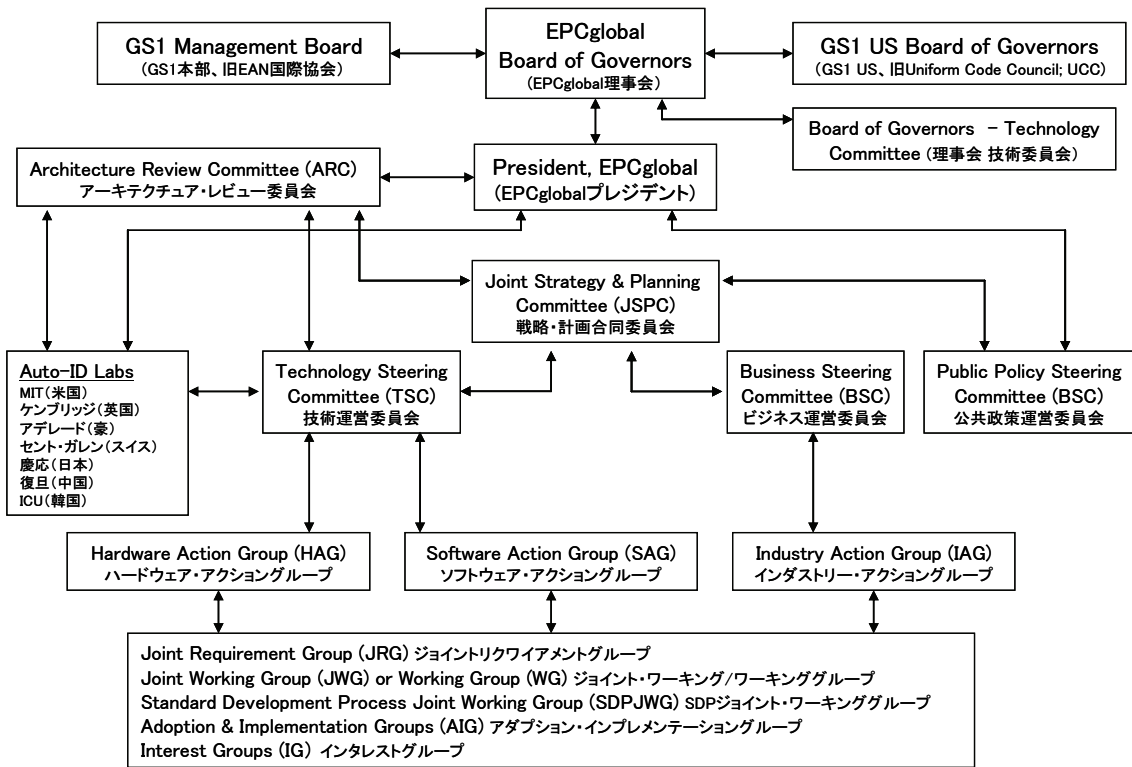 GS1 Management Board
(GS1本部、旧EAN国際協会)
EPCglobal
Board of Governors
(EPCglobal理事会)
GS1 US Board of Governors
(GS1 US、旧Uniform Code Council; UCC)
Board of Governors － Technology
Committee (理事会 技術委員会)
Architecture Review Committee (ARC)
アーキテクチュア・レビュー委員会
President, EPCglobal
(EPCglobalプレジデント)
Joint Strategy & Planning
Committee (JSPC)
戦略・計画合同委員会
Auto-ID Labs
MIT(米国)
ケンブリッジ(英国)
アデレード(豪)
セント・ガレン(スイス)
慶応(日本)
復旦(中国)
ICU(韓国)
Technology Steering
Committee (TSC)
技術運営委員会
Business Steering
Committee (BSC)
ビジネス運営委員会
Public Policy Steering
Committee (BSC)
公共政策運営委員会
Hardware Action Group (HAG)
ハードウェア・アクショングループ
Software Action Group (SAG)
ソフトウェア・アクショングループ
Industry Action Group (IAG)
インダストリー・アクショングループ
Joint Requirement Group (JRG) ジョイントリクワイアメントグループ
Joint Working Group (JWG) or Working Group (WG) ジョイント・ワーキング/ワーキンググループ
Standard Development Process Joint Working Group (SDPJWG) SDPジョイント・ワーキンググループ
Adoption & Implementation Groups (AIG) アダプション・インプレメンテーショングループ
Interest Groups (IG) インタレストグループ